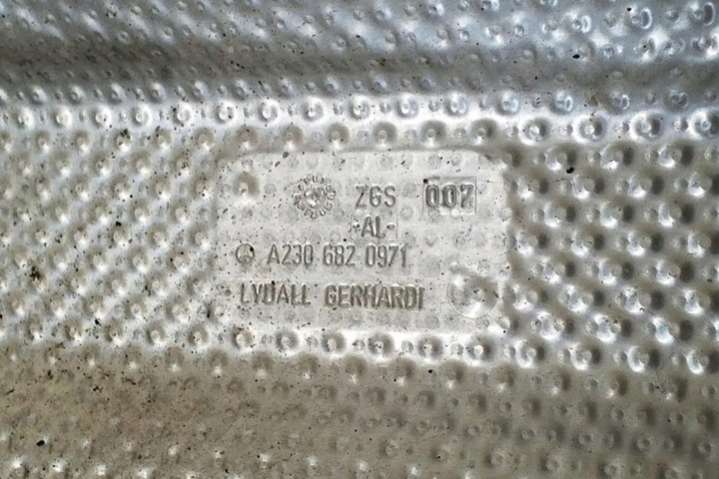 ZGS 007
-AL-
A230 682 0971
LYDALL GERHARDI